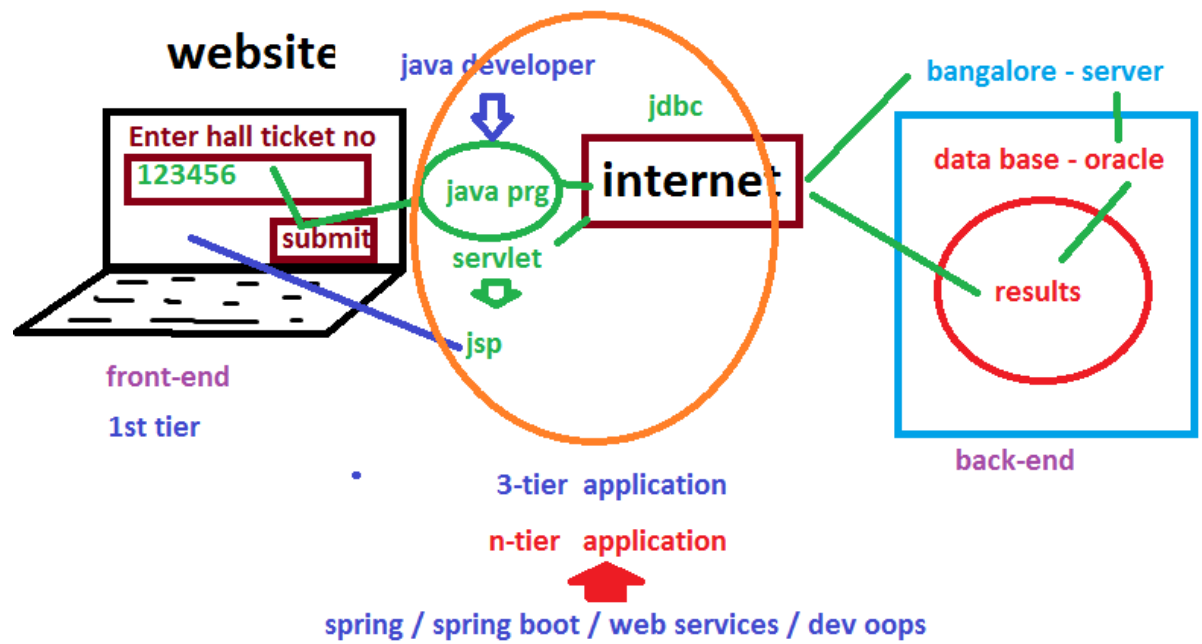 website
java developer
bangalore - server
jdbc
Enter hall ticket no
123456
data base - oracle
java prg
internet
submit
servlet
results
jsp
front-end
1st tier
back-end
3-tier application
n-tier application
spring / spring boot / web services / dev oops